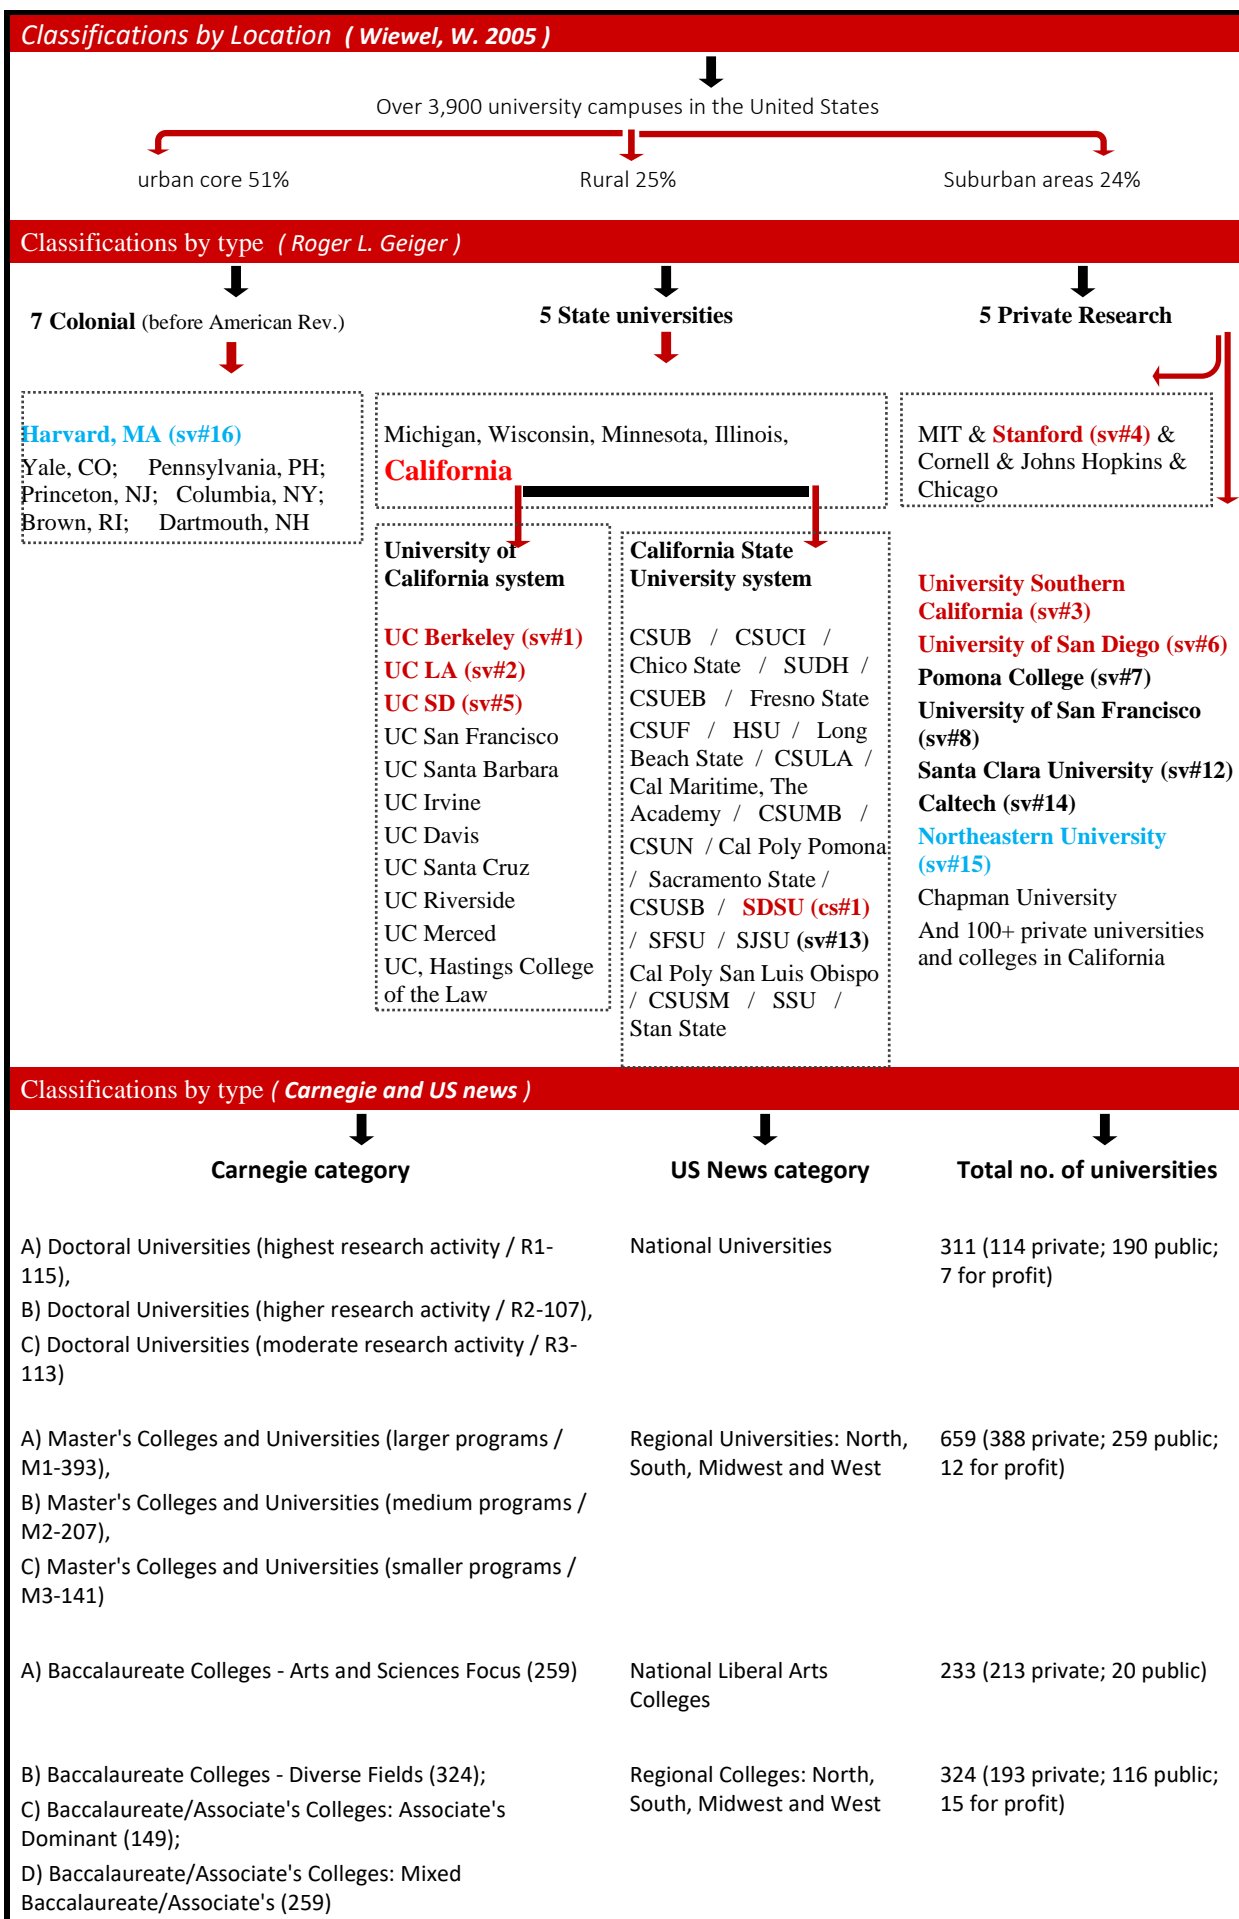 Classifications by Location ( Wiewel, W. 2005 )
Over 3,900 university campuses in the United States
urban core 51%
Rural 25%
Suburban areas 24%
Classifications by type ( Roger L. Geiger )
7 Colonial (before American Rev.)
5 State universities
5 Private Research
Harvard, MA (sv#16)
Yale, CO; Pennsylvania, PH;
Princeton, NJ; Columbia, NY;
Brown, RI; Dartmouth, NH
Michigan, Wisconsin, Minnesota, Illinois,
California
MIT & Stanford (sv#4) &
Cornell & Johns Hopkins &
Chicago
University of
California system
UC Berkeley (sv#1)
UC LA (sv#2)
UC SD (sv#5)
UC San Francisco
UC Santa Barbara
UC Irvine
UC Davis
UC Santa Cruz
UC Riverside
UC Merced
UC, Hastings College
of the Law
California State
University system
CSUB / CSUCI /
Chico State / SUDH /
CSUEB / Fresno State
CSUF / HSU / Long
Beach State / CSULA /
Cal Maritime, The
Academy / CSUMB /
CSUN / Cal Poly Pomona
/ Sacramento State /
CSUSB / SDSU (cs#1)
/ SFSU / SJSU (sv#13)
Cal Poly San Luis Obispo
/ CSUSM / SSU /
Stan State
University Southern
California (sv#3)
University of San Diego (sv#6)
Pomona College (sv#7)
University of San Francisco
(sv#8)
Santa Clara University (sv#12)
Caltech (sv#14)
Northeastern University
(sv#15)
Chapman University
And 100+ private universities
and colleges in California
Classifications by type ( Carnegie and US news )
Carnegie category
US News category
Total no. of universities
A) Doctoral Universities (highest research activity / R1-
115),
B) Doctoral Universities (higher research activity / R2-107),
C) Doctoral Universities (moderate research activity / R3-
113)
National Universities
311 (114 private; 190 public;
7 for profit)
A) Master's Colleges and Universities (larger programs /
M1-393),
B) Master's Colleges and Universities (medium programs /
M2-207),
C) Master's Colleges and Universities (smaller programs /
M3-141)
Regional Universities: North,
South, Midwest and West
659 (388 private; 259 public;
12 for profit)
A) Baccalaureate Colleges - Arts and Sciences Focus (259)
National Liberal Arts
Colleges
233 (213 private; 20 public)
B) Baccalaureate Colleges - Diverse Fields (324);
C) Baccalaureate/Associate's Colleges: Associate's
Dominant (149);
D) Baccalaureate/Associate's Colleges: Mixed
Baccalaureate/Associate's (259)
Regional Colleges: North,
South, Midwest and West
324 (193 private; 116 public;
15 for profit)